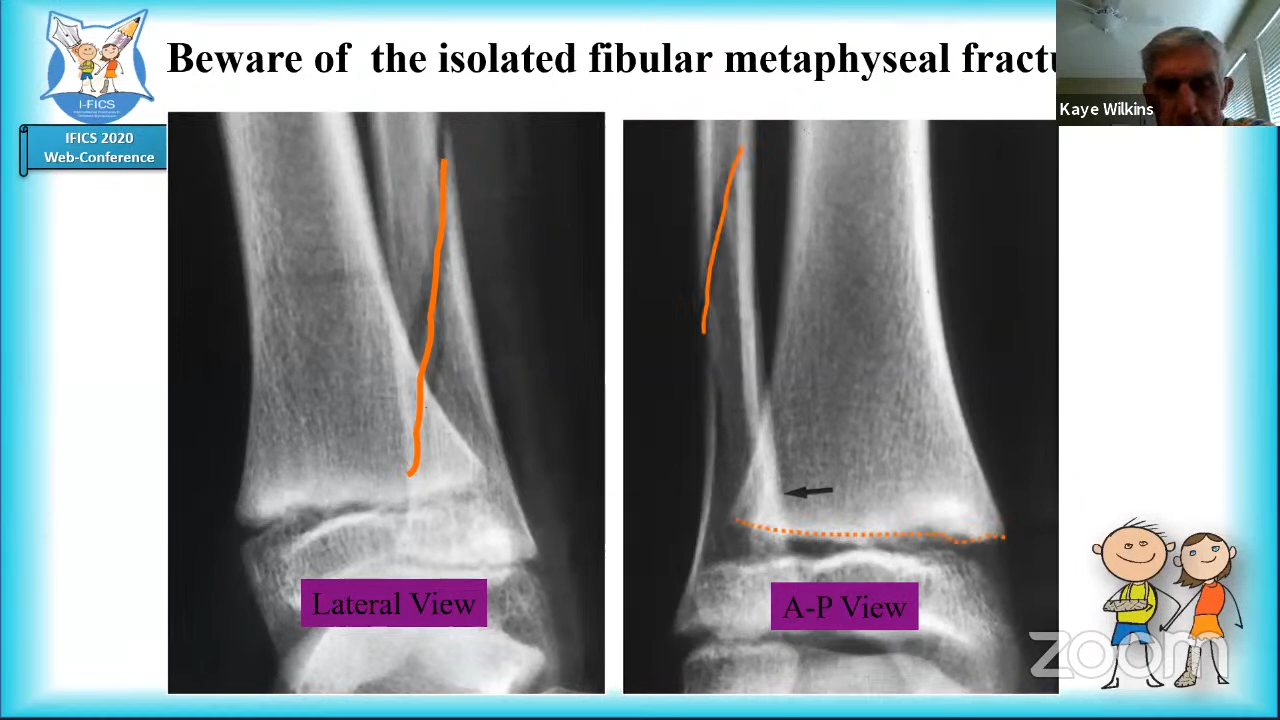 Beware of the isolated fibular metaphyseal fractu
Kaye Wilkins
I-FICS
IFICS 2020
Web-Conference
Lateral View
A-P View
zoom